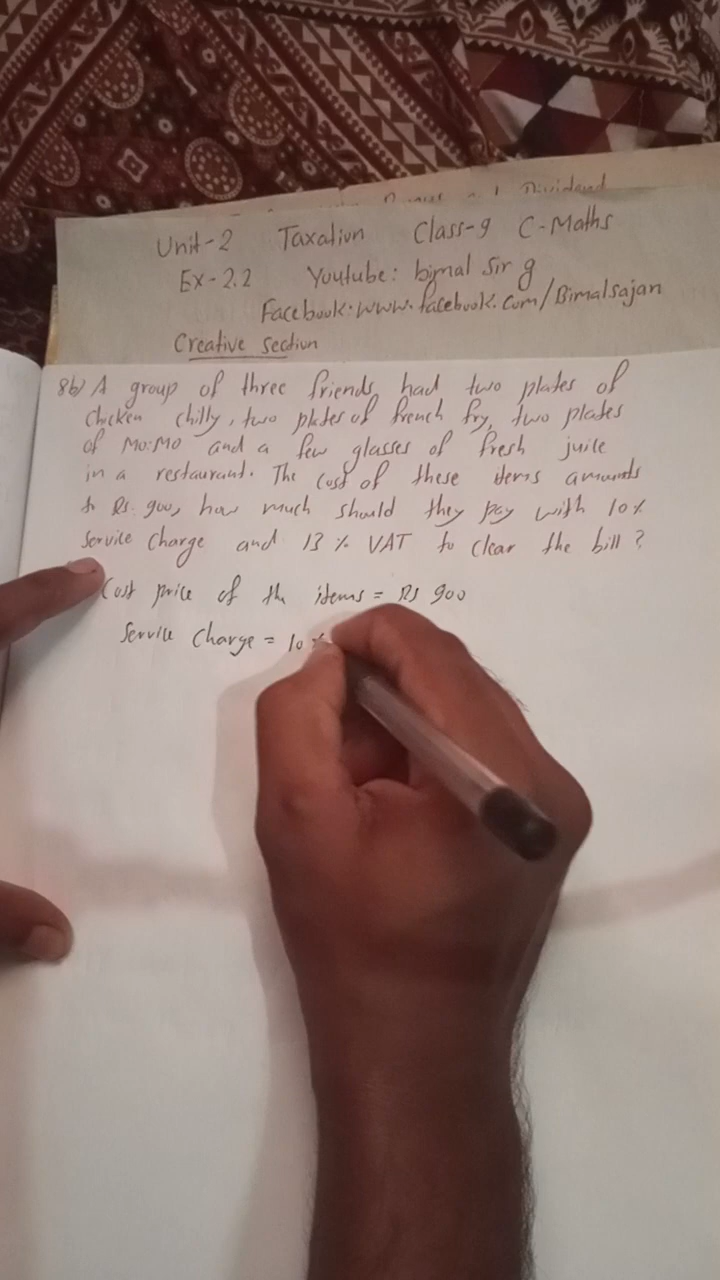 Dividend
Unit-2 Taxation Class-9 C-Maths
Ex-2.2 Youtube: bimal Sir g
Facebook:www.facebook.com/Bimalsajan
Creative section
8b) A group of three friends had two plates of
Chicken chilly, two plates of french fry, two plates
of Mo:Mo and a few glasses of fresh juice
in a restaurant. The cost of these items amounts
to Rs. 900, how much should they pay with 10%
Service Charge and 13% VAT to clear the bill?
Cost price of the items = Rs 900
Service Charge = 10%